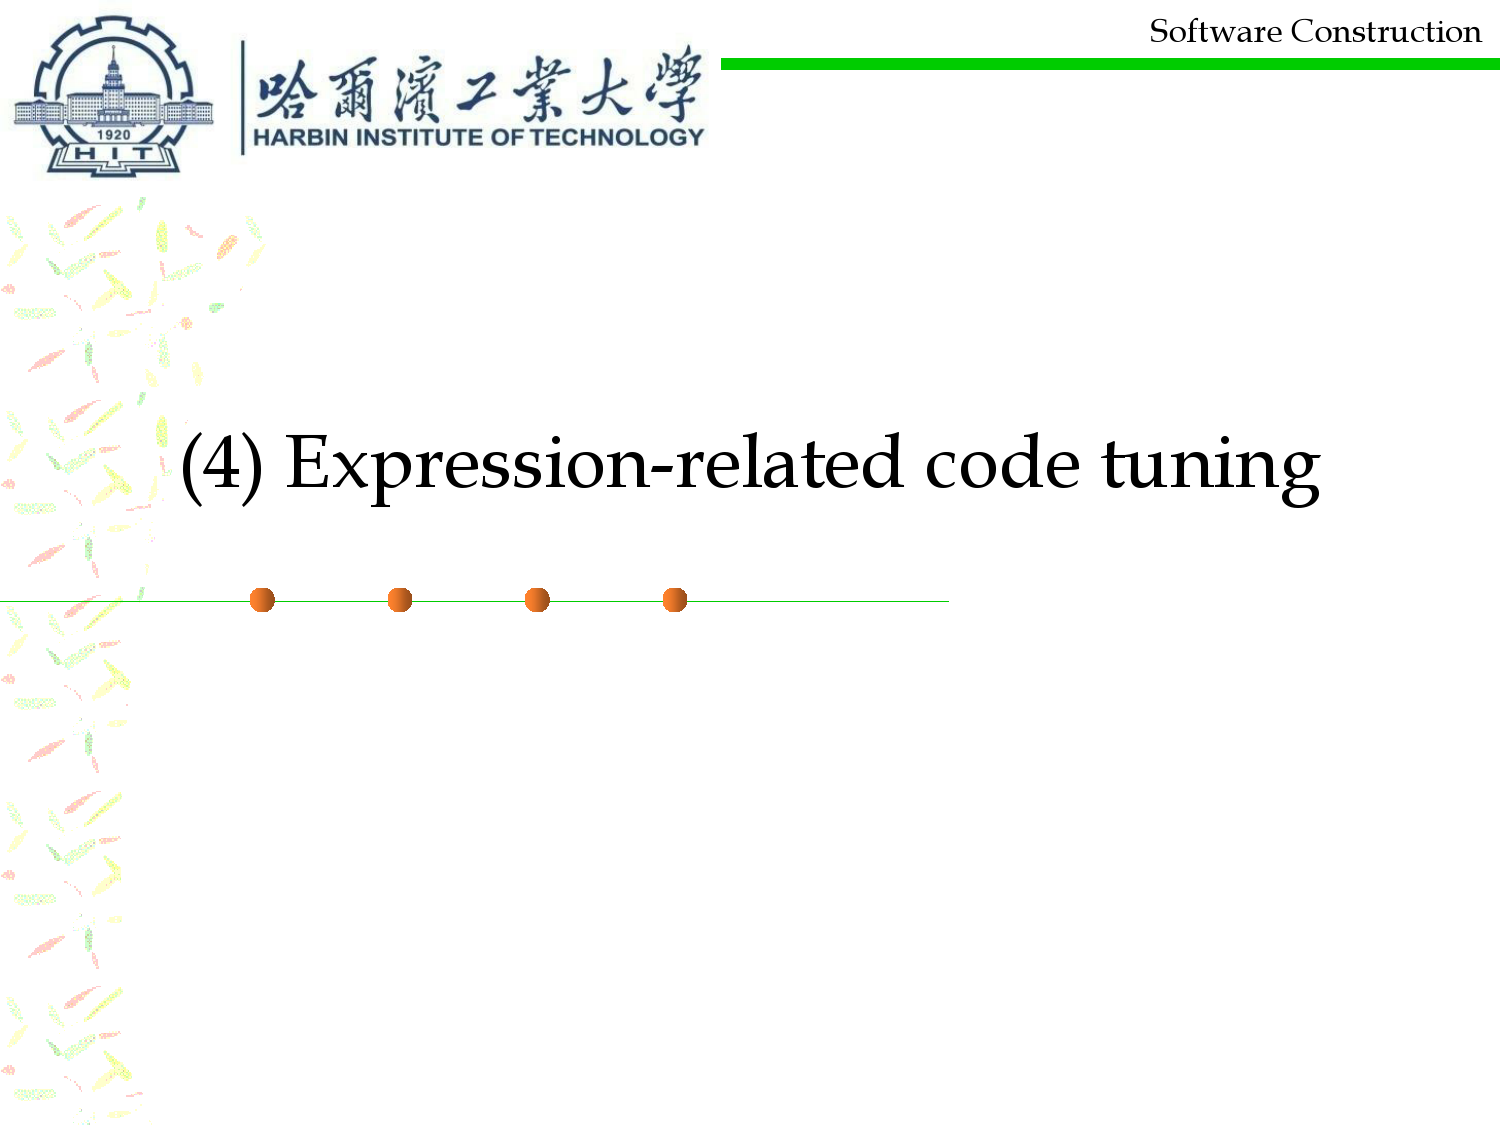 Software Construction
哈爾濱工業大學
HARBIN INSTITUTE OF TECHNOLOGY
1920
HIT
(4) Expression-related code tuning